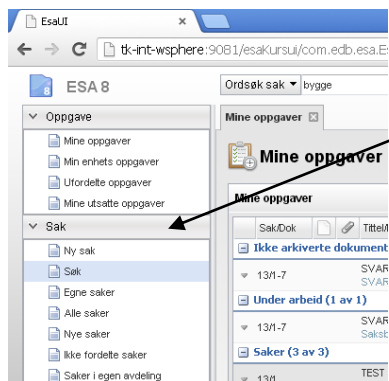 EsaUI
tk-int-wsphere:9081/esaKursui/com.edb.esa.E
ESA 8
Ordsøk sak bygge
Oppgave
Mine oppgaver
Min enhets oppgaver
Ufordelte oppgaver
Mine utsatte oppgaver
Sak
Ny sak
Søk
Egne saker
Alle saker
Nye saker
Ikke fordelte saker
Saker i egen avdeling
Mine oppgaver
Mine oppgaver
Mine oppgaver
Sak/Dok Tittel/
Ikke arkiverte dokument
13/1-7 SVAR
SVAR
Under arbeid (1 av 1)
13/1-7 SVAR
Saksb
Saker (3 av 3)
13/1 TEST